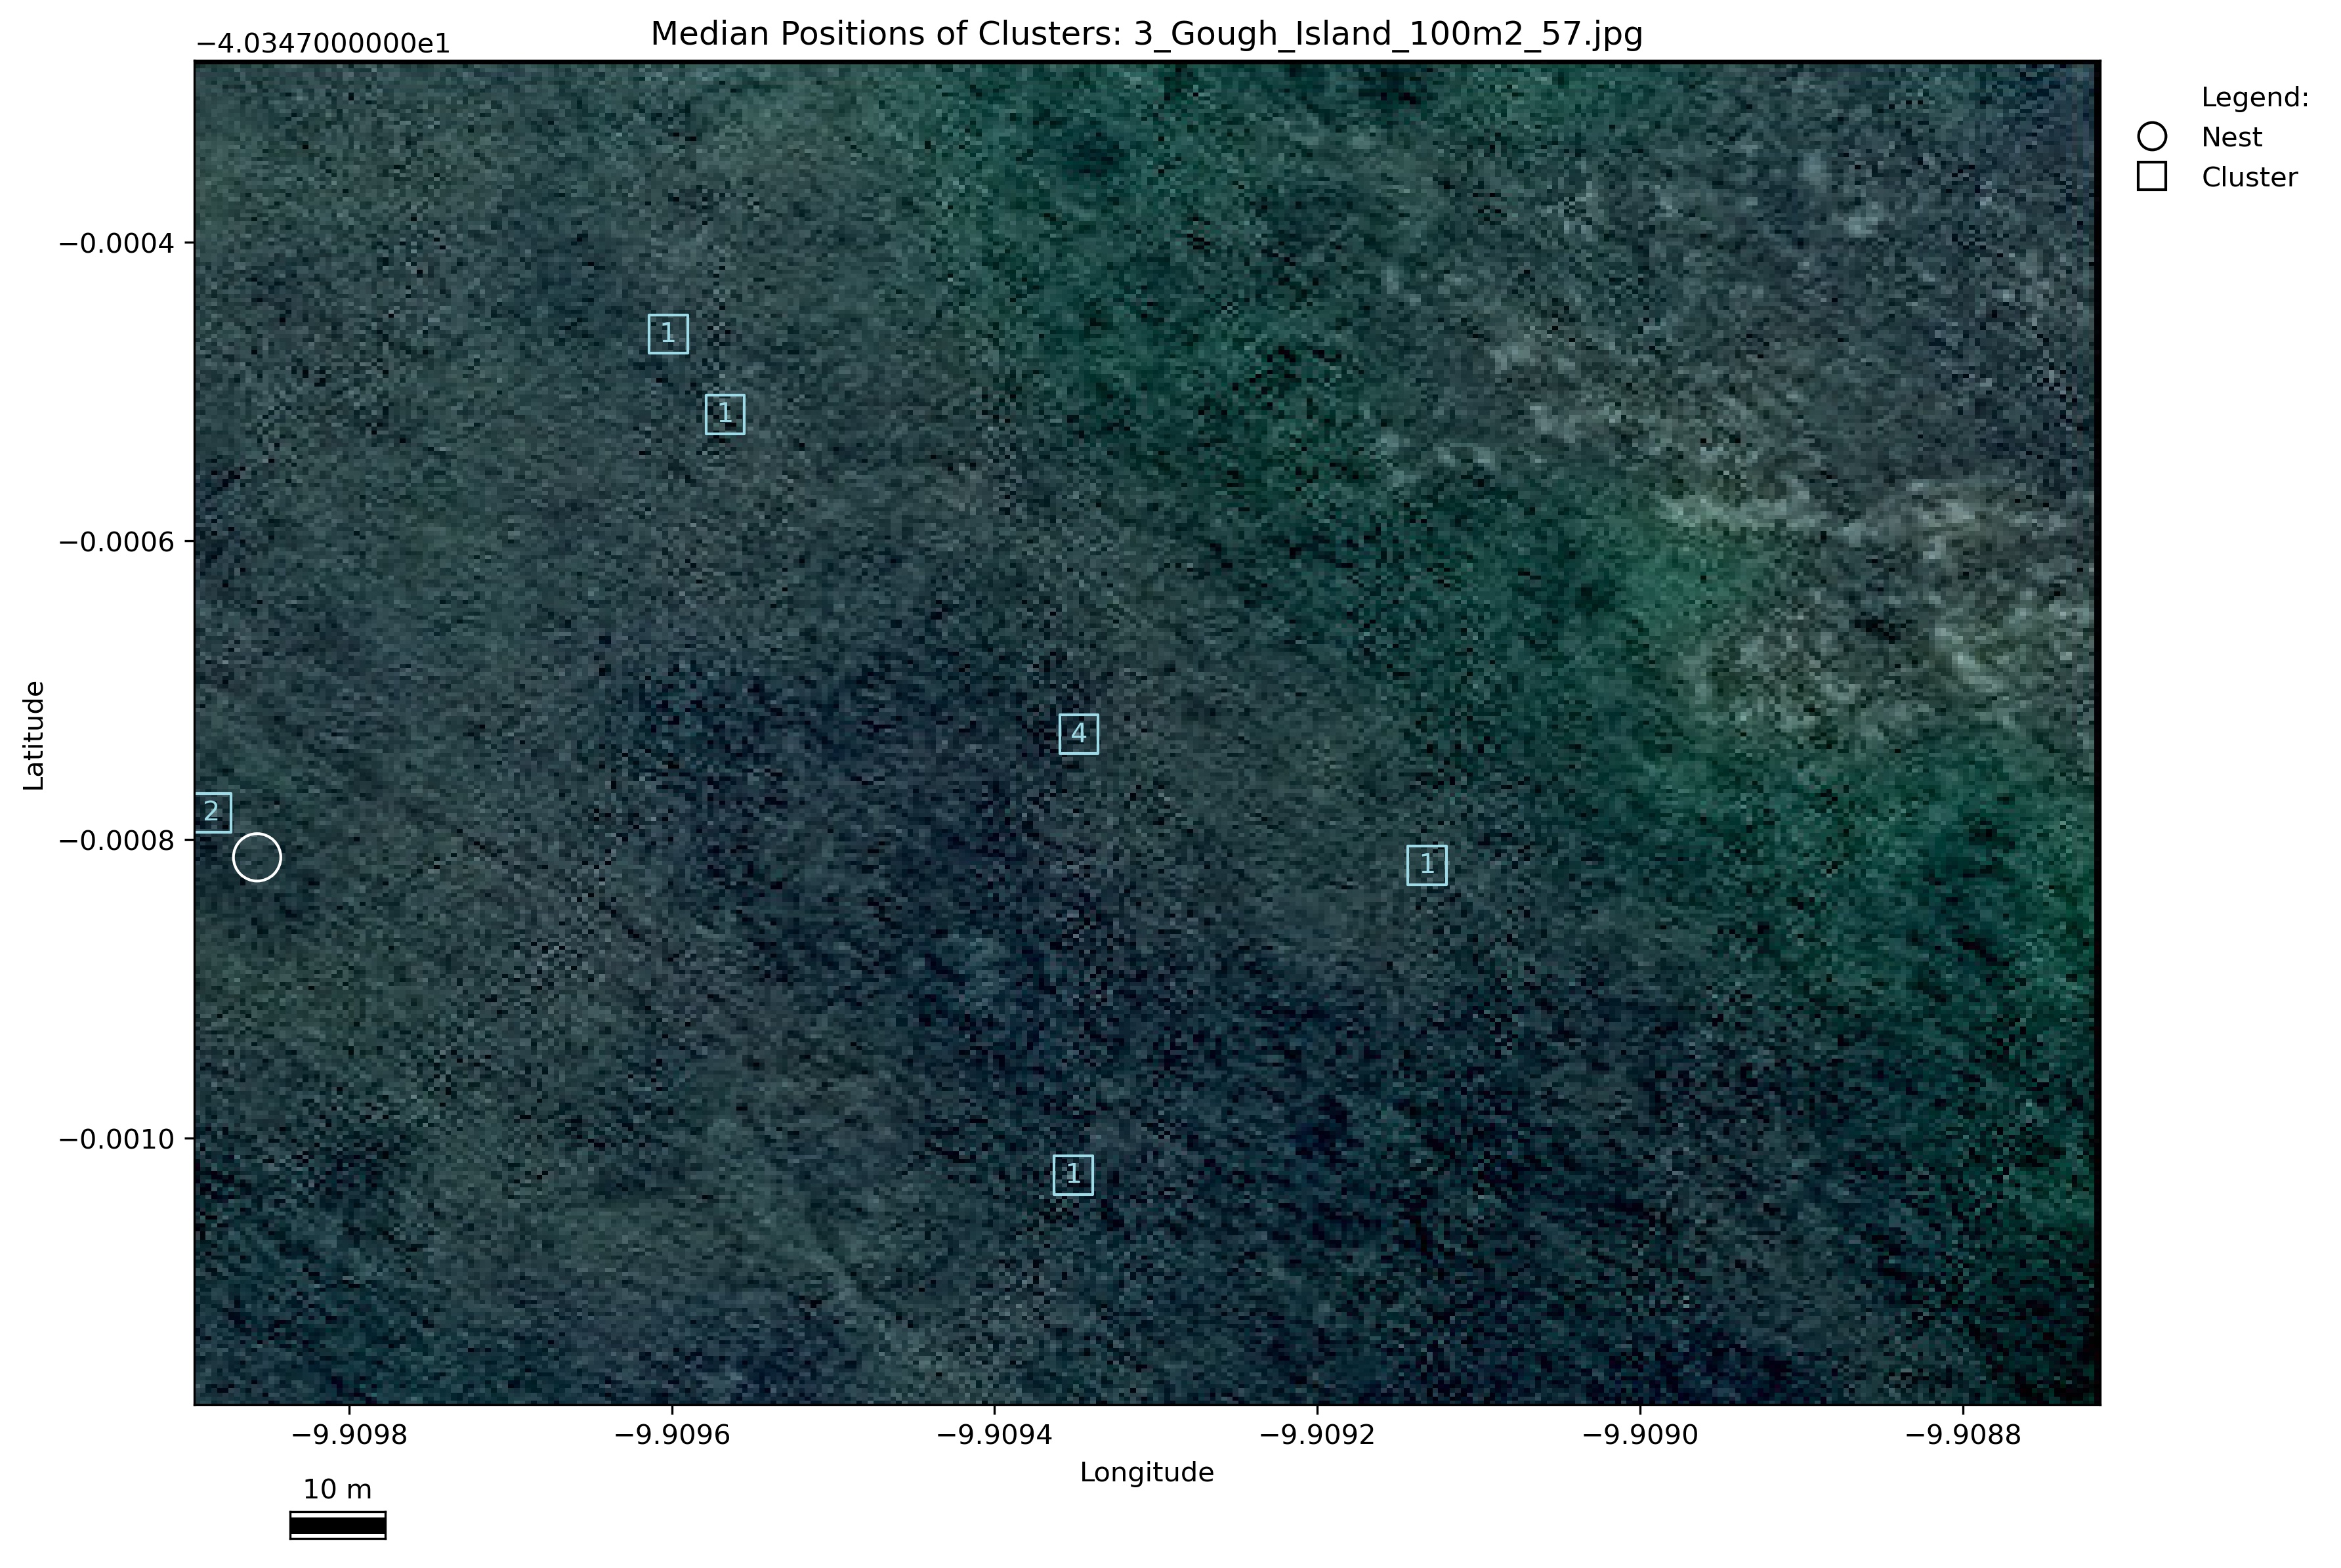 Median Positions of Clusters: 3_Gough_Island_100m2_57.jpg
−4.0347000000e1
Legend:
Nest
Cluster
−0.0004
1
1
−0.0006
4
2
−0.0008
1
−0.0010
1
Latitude
−9.9098 −9.9096 −9.9094 −9.9092 −9.9090 −9.9088
Longitude
10 m